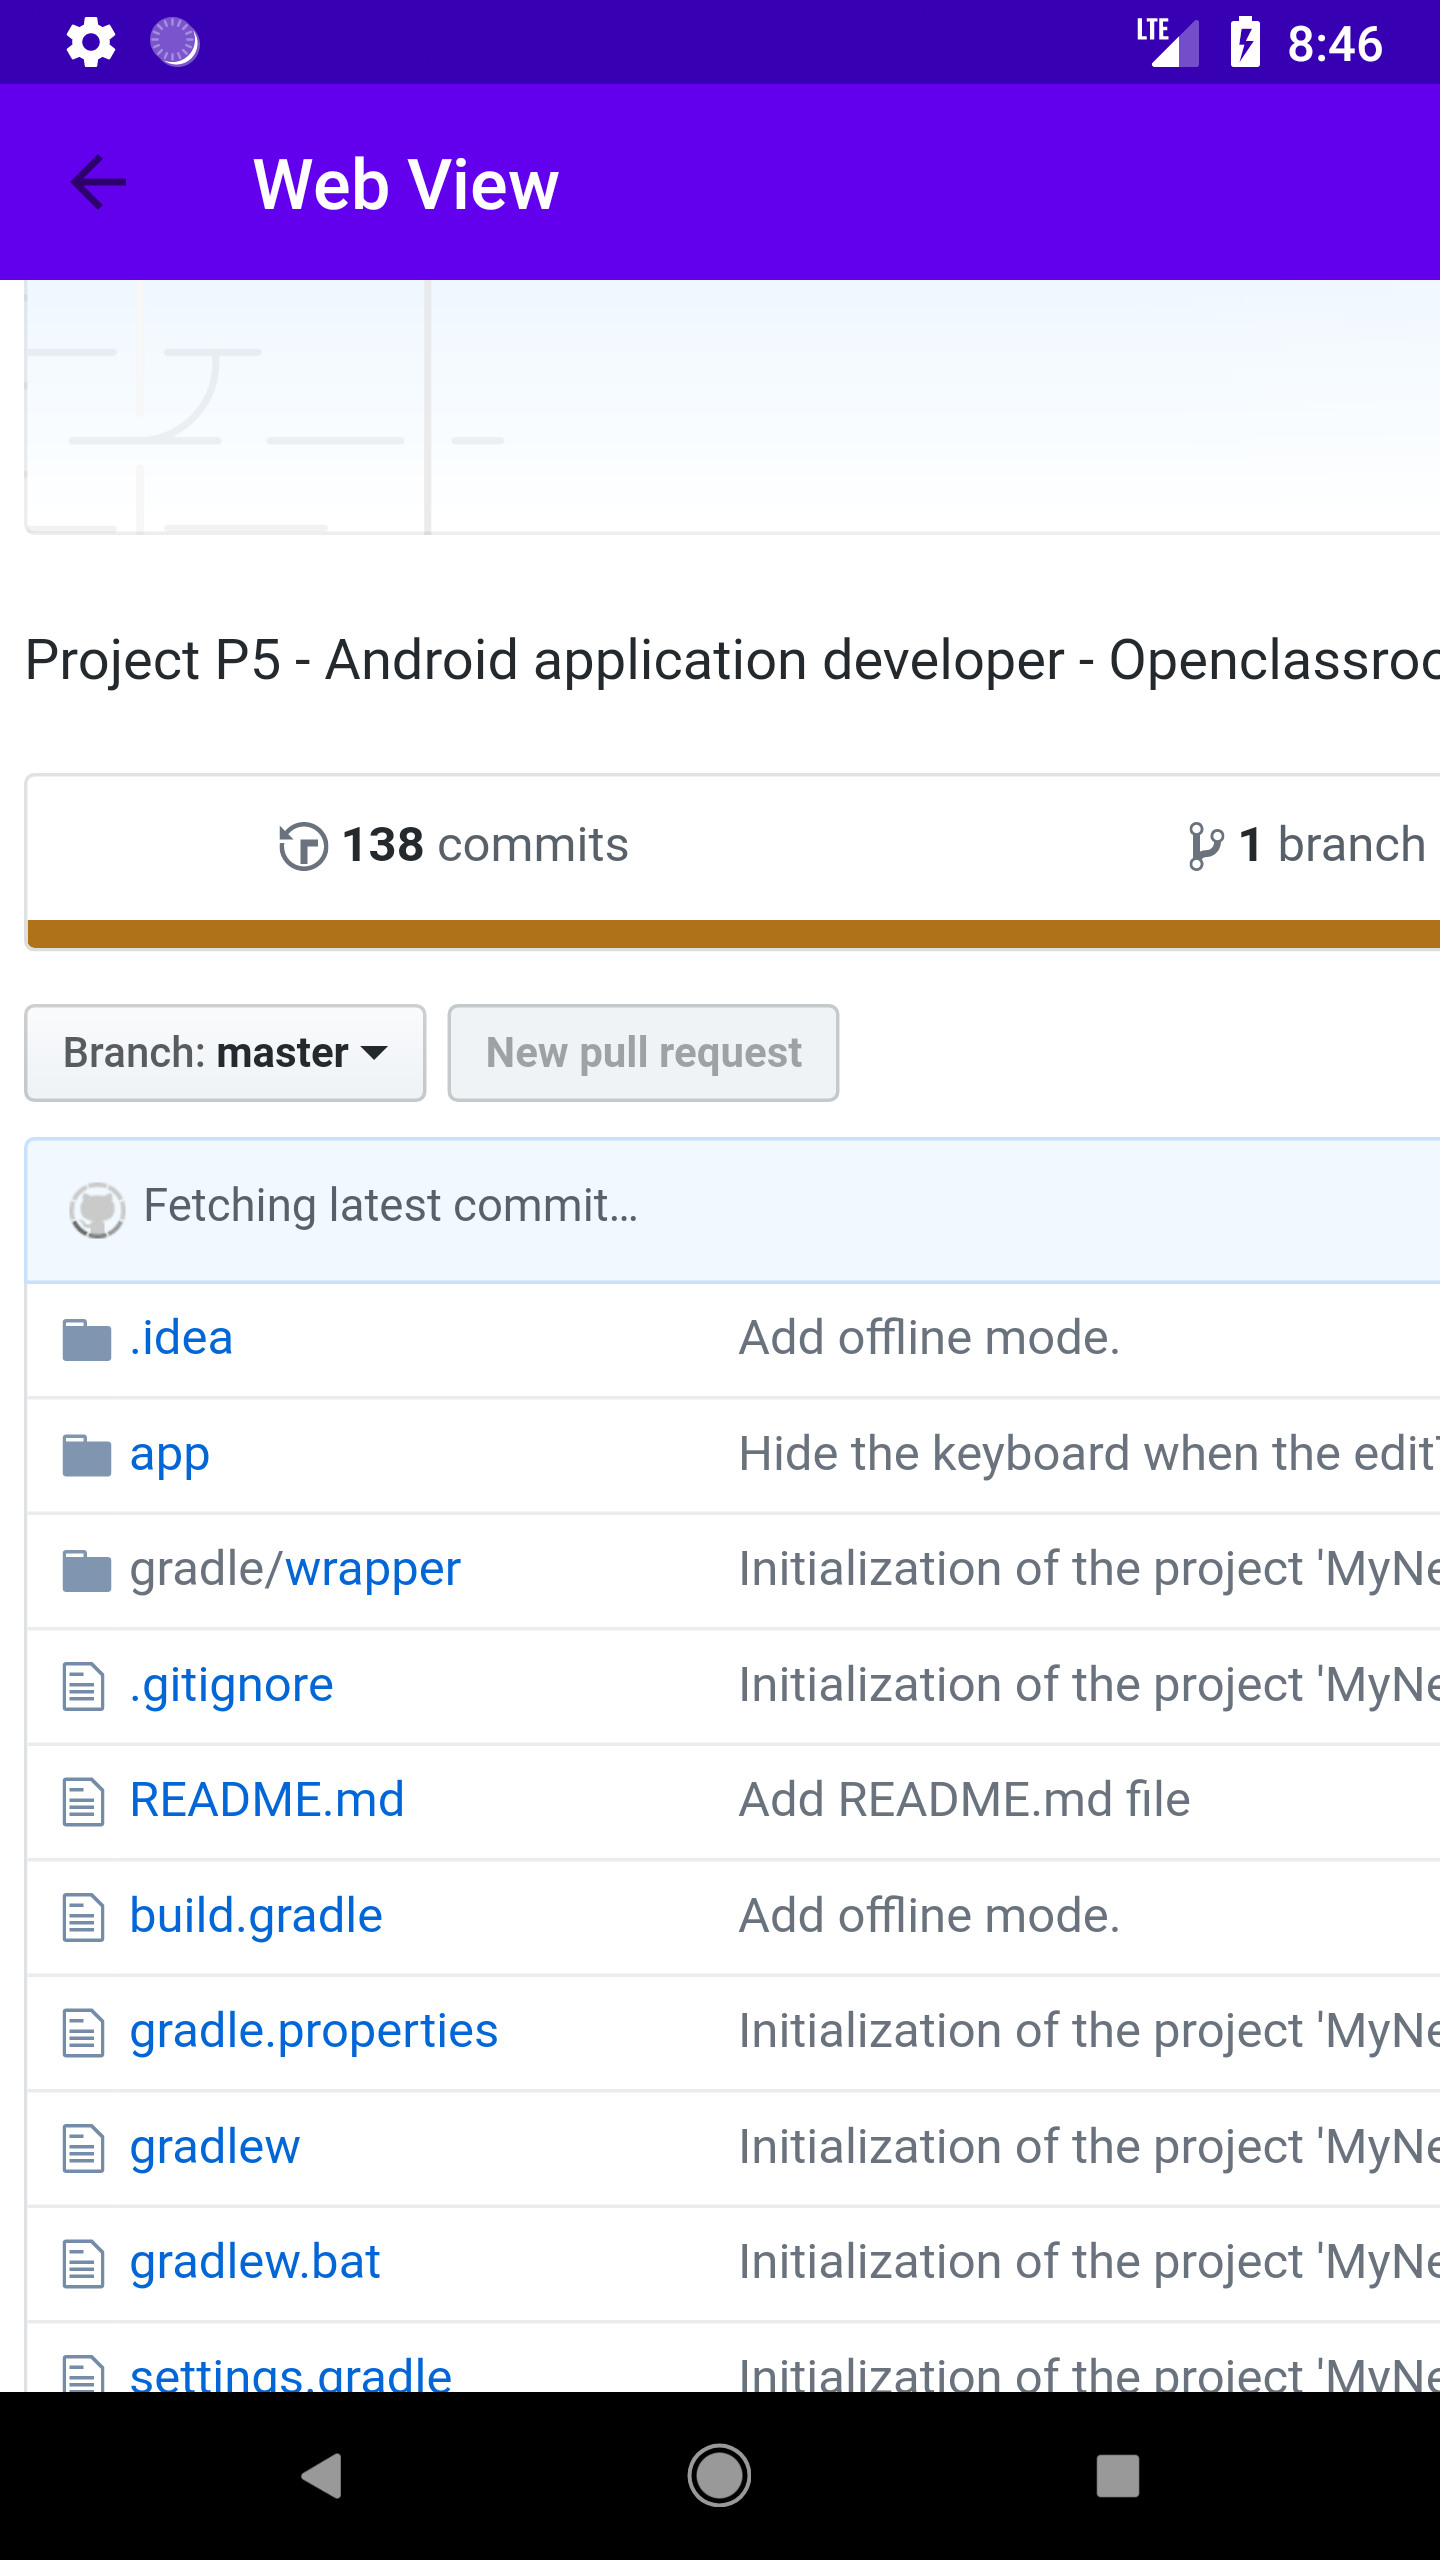 LTE 8:46
Web View
Project P5 - Android application developer - Openclassroo
138 commits 1 branch
Branch: master New pull request
Fetching latest commit…
.idea Add offline mode.
app Hide the keyboard when the edit
gradle/wrapper Initialization of the project 'MyNe
.gitignore Initialization of the project 'MyNe
README.md Add README.md file
build.gradle Add offline mode.
gradle.properties Initialization of the project 'MyNe
gradlew Initialization of the project 'MyNe
gradlew.bat Initialization of the project 'MyNe
settings.gradle Initialization of the project 'MyNe